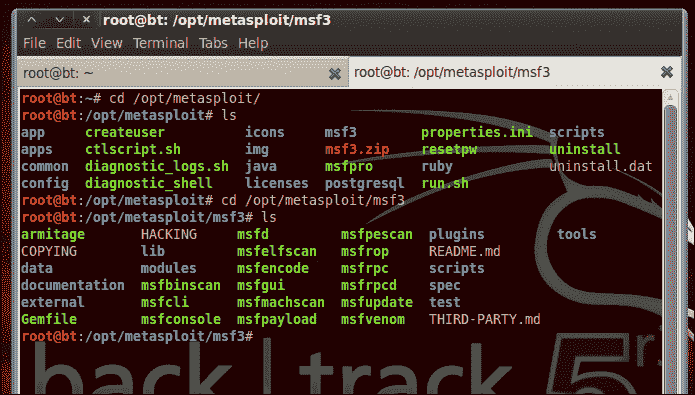 root@bt: /opt/metasploit/msf3
File Edit View Terminal Tabs Help
root@bt: ~ root@bt: /opt/metasploit/msf3
root@bt:~# cd /opt/metasploit/
root@bt:/opt/metasploit# ls
app createuser icons msf3 properties.ini scripts
apps ctlscript.sh img msf3.zip resetpw uninstall
common diagnostic_logs.sh java msfpro ruby uninstall.dat
config diagnostic_shell licenses postgresql run.sh
root@bt:/opt/metasploit# cd /opt/metasploit/msf3
root@bt:/opt/metasploit/msf3# ls
armitage HACKING msfd msfpescan plugins tools
COPYING lib msfelfscan msfrop README.md
data modules msfencode msfrpc scripts
documentation msfbinscan msfgui msfrpcd spec
external msfcli msfmachscan msfupdate test
Gemfile msfconsole msfpayload msfvenom THIRD-PARTY.md
root@bt:/opt/metasploit/msf3#
back | track 5 r